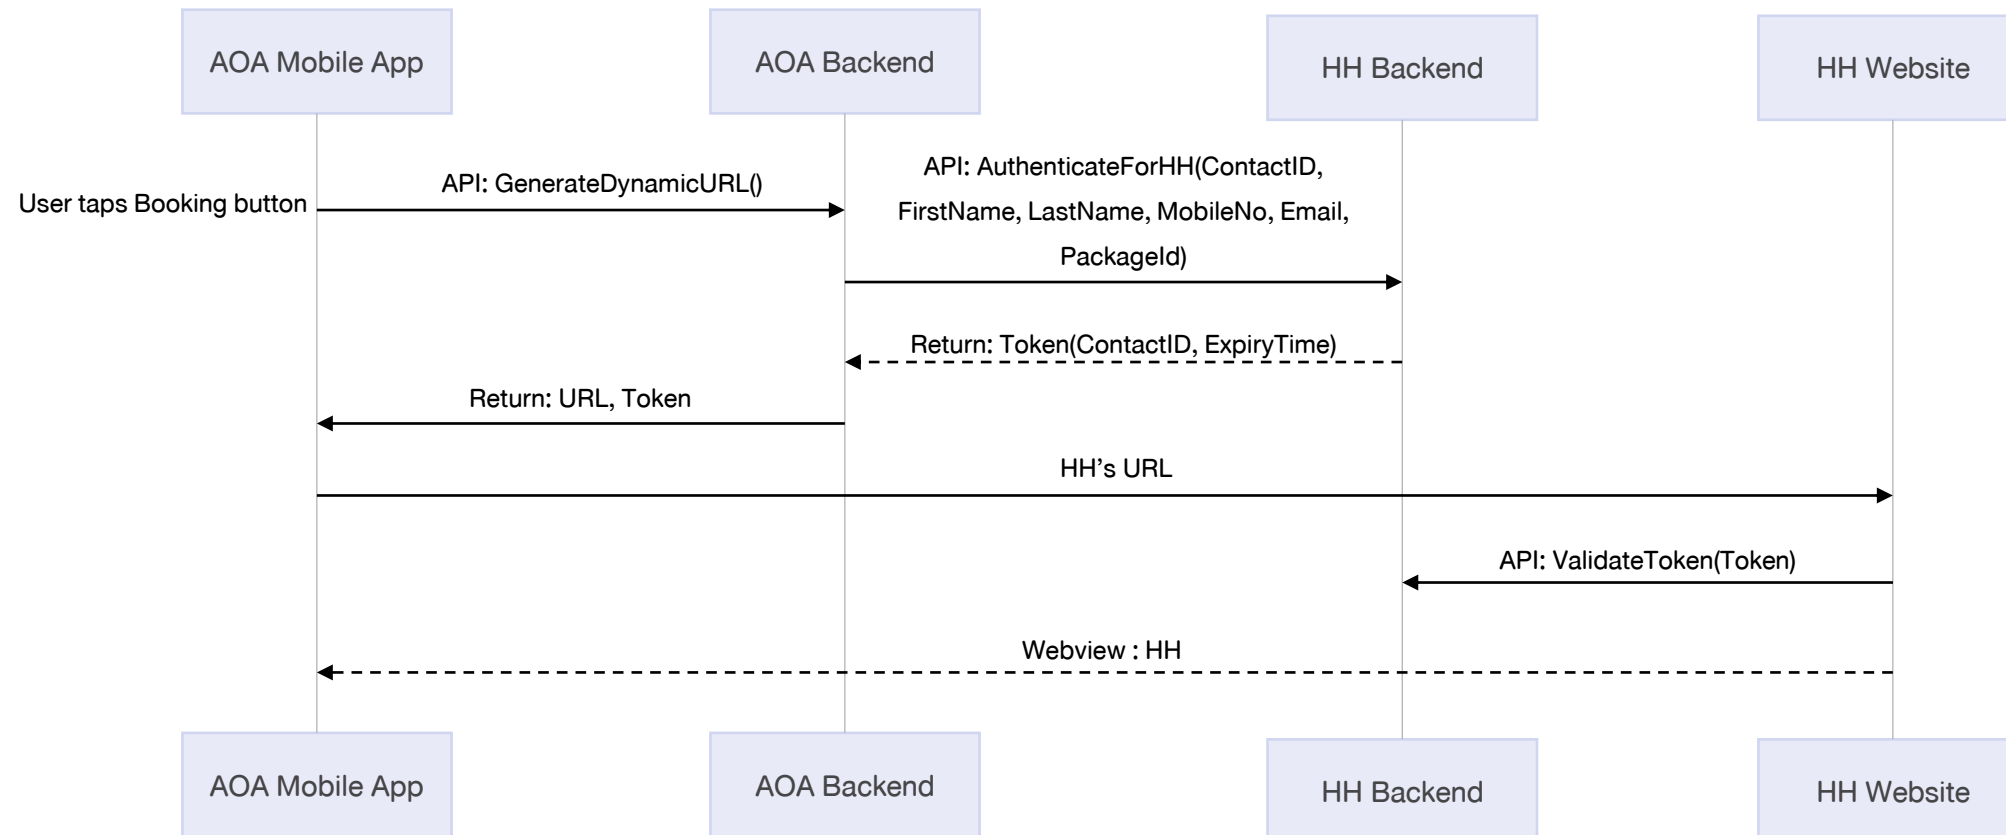 AOA Mobile App
AOA Backend
HH Backend
HH Website
User taps Booking button
API: GenerateDynamicURL()
API: AuthenticateForHH(ContactID,
FirstName, LastName, MobileNo, Email,
PackageId)
Return: Token(ContactID, ExpiryTime)
Return: URL, Token
HH’s URL
API: ValidateToken(Token)
Webview : HH
AOA Mobile App
AOA Backend
HH Backend
HH Website